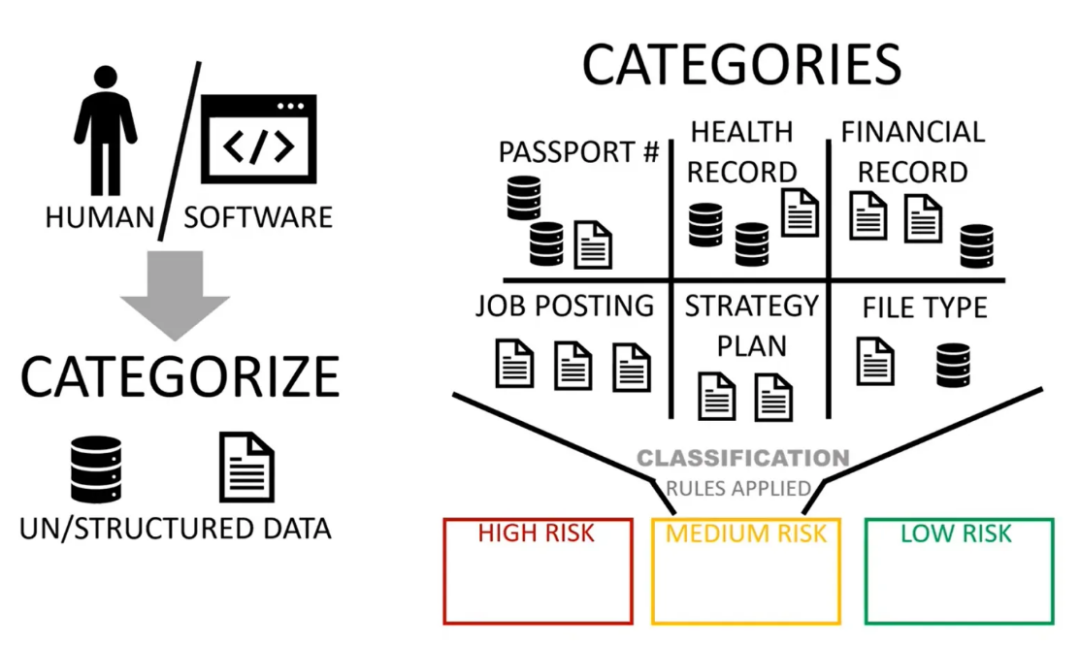 HUMAN
SOFTWARE
CATEGORIZE
UN/STRUCTURED DATA
CATEGORIES
PASSPORT #
HEALTH
RECORD
FINANCIAL
RECORD
JOB POSTING
STRATEGY
PLAN
FILE TYPE
CLASSIFICATION
RULES APPLIED
HIGH RISK
MEDIUM RISK
LOW RISK